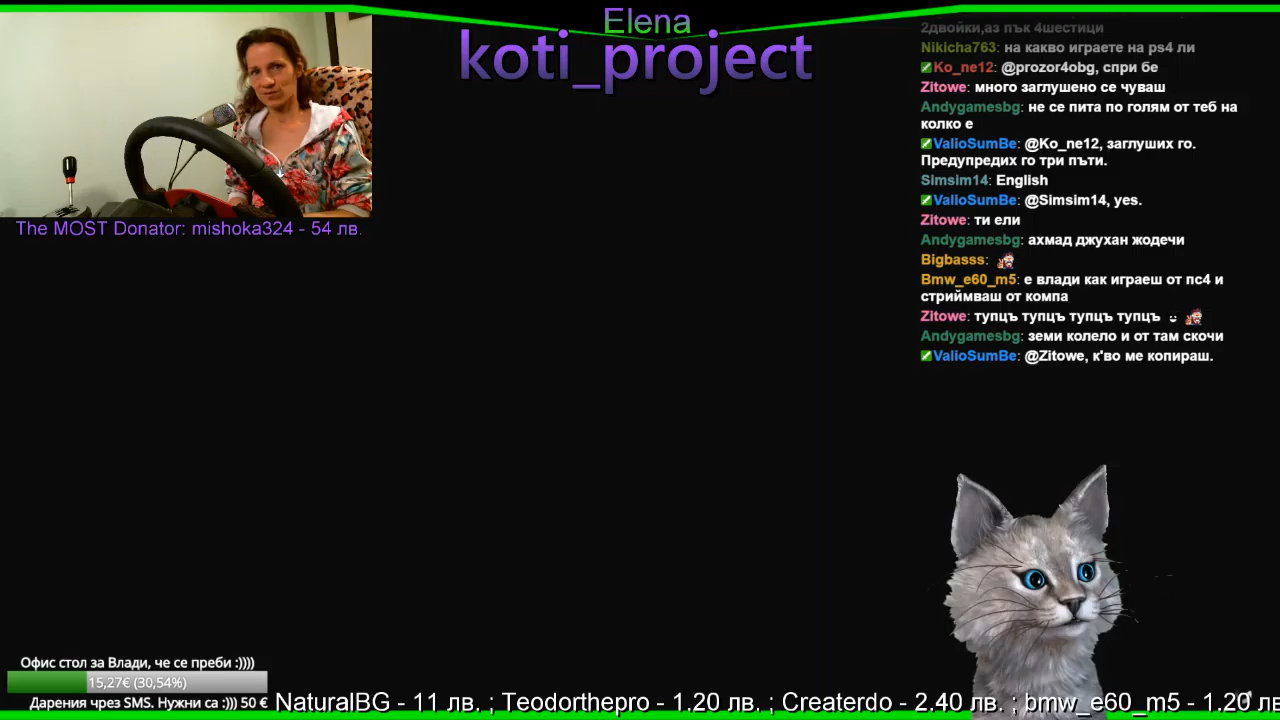 Elena
koti_project
The MOST Donator: mishoka324 - 54 лв.
2двойки,аз пък 4шестици
Nikicha763: на какво играете на ps4 ли
Ko_ne12: @prozor4obg, спри бе
Zitowe: много заглушено се чуваш
Andygamesbg: не се пита по голям от теб на
колко е
ValioSumBe: @Ko_ne12, заглуших го.
Предупредих го три пъти.
Simsim14: English
ValioSumBe: @Simsim14, yes.
Zitowe: ти ели
Andygamesbg: ахмад джухан жодечи
Bigbasss:
Bmw_e60_m5: е влади как играеш от пс4 и
стриймваш от компа
Zitowe: тупцъ тупцъ тупцъ тупцъ
Andygamesbg: земи колело и от там скочи
ValioSumBe: @Zitowe, к'во ме копираш.
Офис стол за Влади, че се преби :))))
15,27€ (30,54%)
Дарения чрез SMS. Нужни са :))) 50 €
NaturalBG - 11 лв. ; Teodorthepro - 1.20 лв. ; Createrdo - 2.40 лв. ; bmw_e60_m5 - 1.20 лв